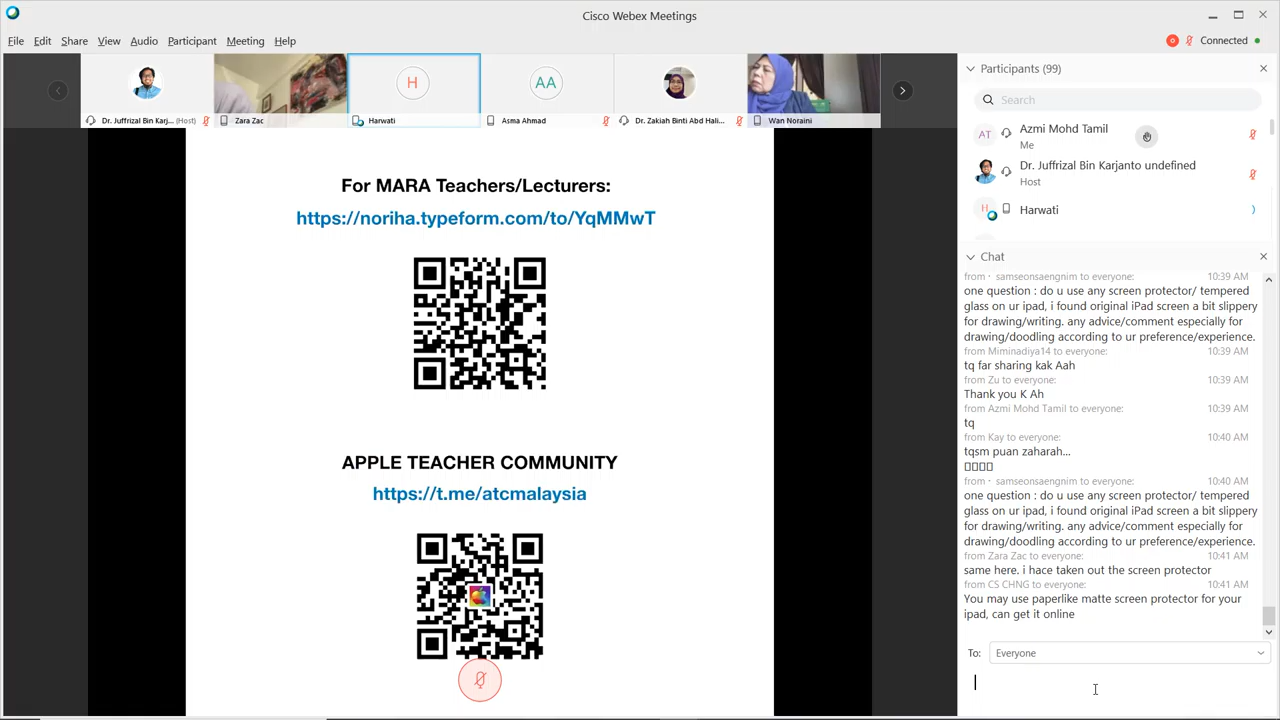 Cisco Webex Meetings
File Edit Share View Audio Participant Meeting Help
Connected
Dr. Juffrizal Bin Karj... (Host)
Zara Zac
H
Harwati
AA
Asma Ahmad
Dr. Zakiah Binti Abd Hali...
Wan Noraini
For MARA Teachers/Lecturers:
https://noriha.typeform.com/to/YqMMwT
APPLE TEACHER COMMUNITY
https://t.me/atcmalaysia
Participants (99)
Search
AT
Azmi Mohd Tamil
Me
Dr. Juffrizal Bin Karjanto undefined
Host
H
Harwati
Chat
from · samseonsaengnim to everyone: 10:39 AM
one question : do u use any screen protector/ tempered
glass on ur ipad, i found original iPad screen a bit slippery
for drawing/writing. any advice/comment especially for
drawing/doodling according to ur preference/experience.
from Miminadiya14 to everyone: 10:39 AM
tq far sharing kak Aah
from Zu to everyone: 10:39 AM
Thank you K Ah
from Azmi Mohd Tamil to everyone: 10:39 AM
tq
from Kay to everyone: 10:40 AM
tqsm puan zaharah...
from · samseonsaengnim to everyone: 10:40 AM
one question : do u use any screen protector/ tempered
glass on ur ipad, i found original iPad screen a bit slippery
for drawing/writing. any advice/comment especially for
drawing/doodling according to ur preference/experience.
from Zara Zac to everyone: 10:41 AM
same here. i hace taken out the screen protector
from CS CHNG to everyone: 10:41 AM
You may use paperlike matte screen protector for your
ipad, can get it online
To: Everyone